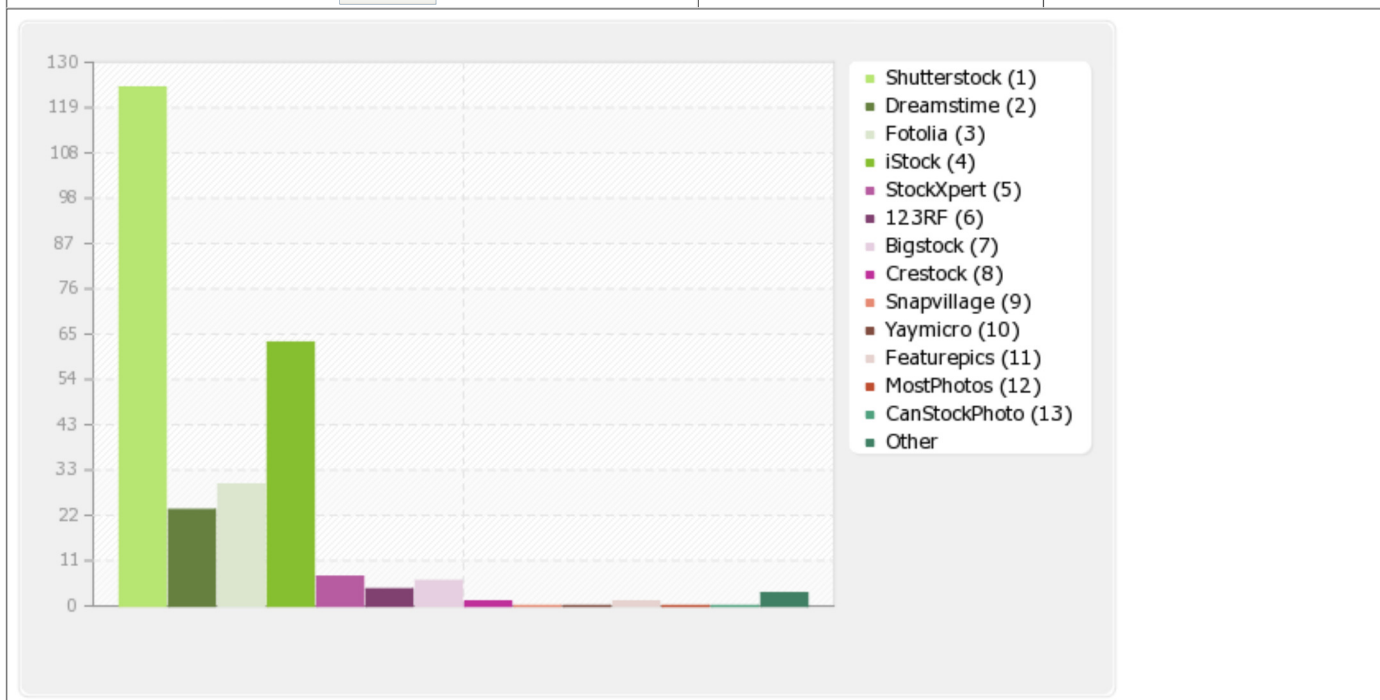 130
119
108
98
87
76
65
54
43
33
22
11
0
Shutterstock (1)
Dreamstime (2)
Fotolia (3)
iStock (4)
StockXpert (5)
123RF (6)
Bigstock (7)
Crestock (8)
Snapvillage (9)
Yaymicro (10)
Featurepics (11)
MostPhotos (12)
CanStockPhoto (13)
Other